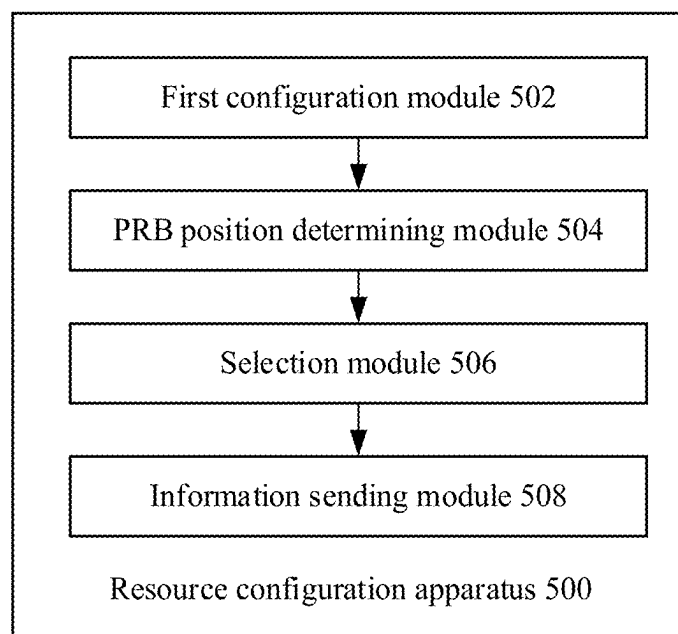 First configuration module 502
PRB position determining module 504
Selection module 506
Information sending module 508
Resource configuration apparatus 500